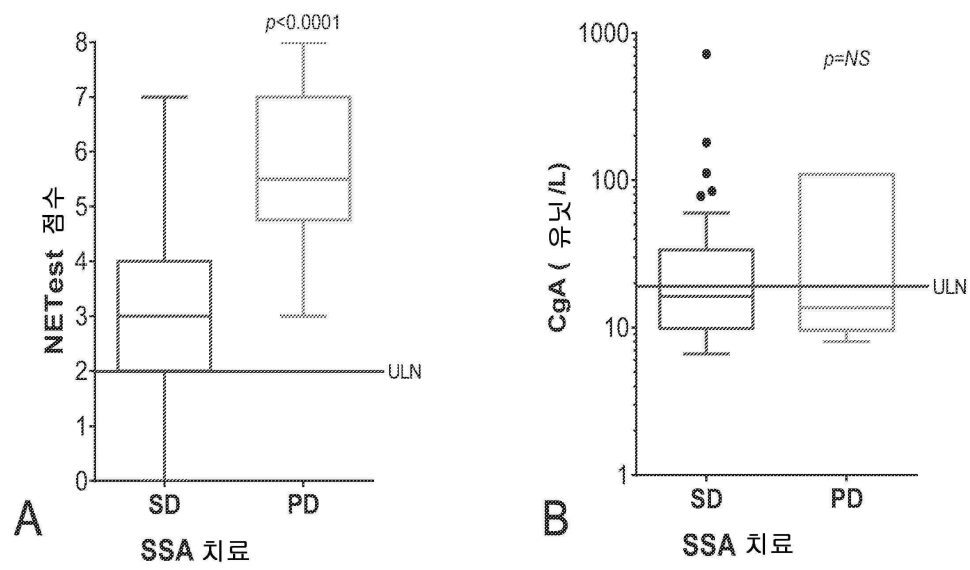 p<0.0001
8
7
6
5
4
3
2
1
0
NETest 점수
ULN
SD PD
A
SSA 치료
1000
100
10
1
p=NS
CgA ( 유닛 /L)
ULN
SD PD
B
SSA 치료